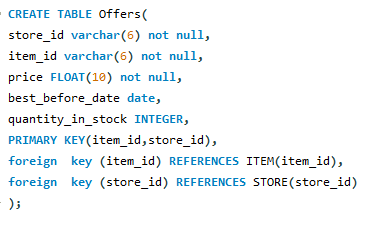 CREATE TABLE Offers(
store_id varchar(6) not null,
item_id varchar(6) not null,
price FLOAT(10) not null,
best_before_date date,
quantity_in_stock INTEGER,
PRIMARY KEY(item_id,store_id),
foreign  key (item_id) REFERENCES ITEM(item_id),
foreign  key (store_id) REFERENCES STORE(store_id)
);